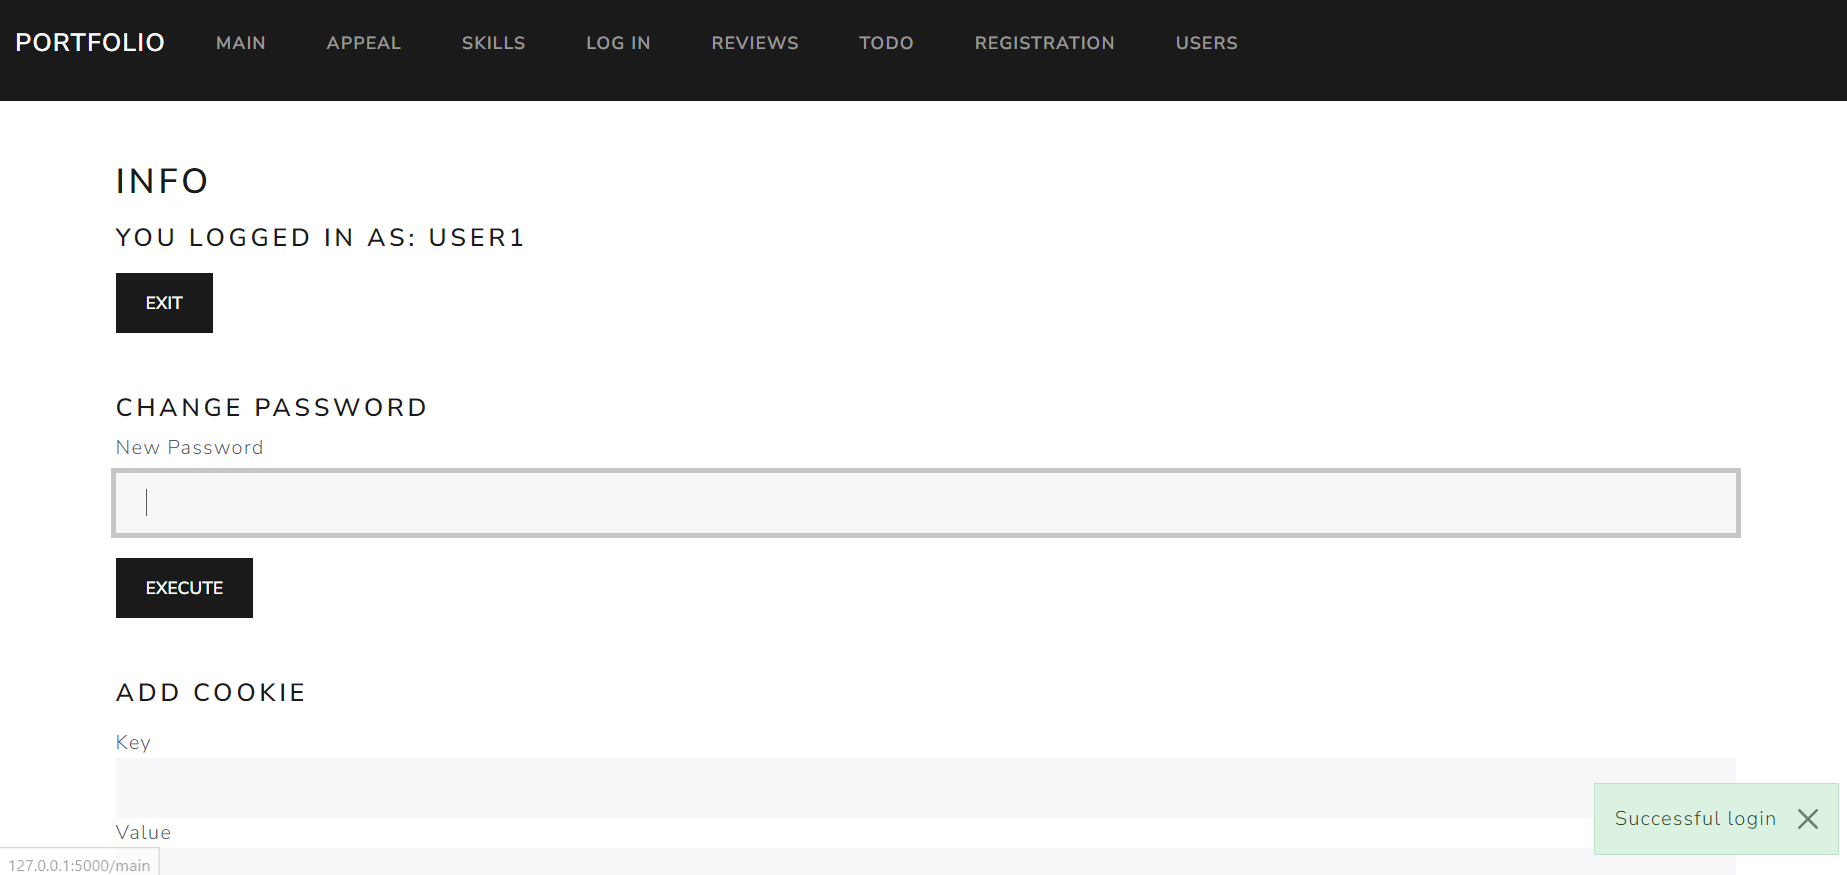 PORTFOLIO MAIN APPEAL SKILLS LOG IN REVIEWS TODO REGISTRATION USERS
INFO
YOU LOGGED IN AS: USER1
EXIT
CHANGE PASSWORD
New Password
EXECUTE
ADD COOKIE
Key
Successful login
Value
127.0.0.1:5000/main